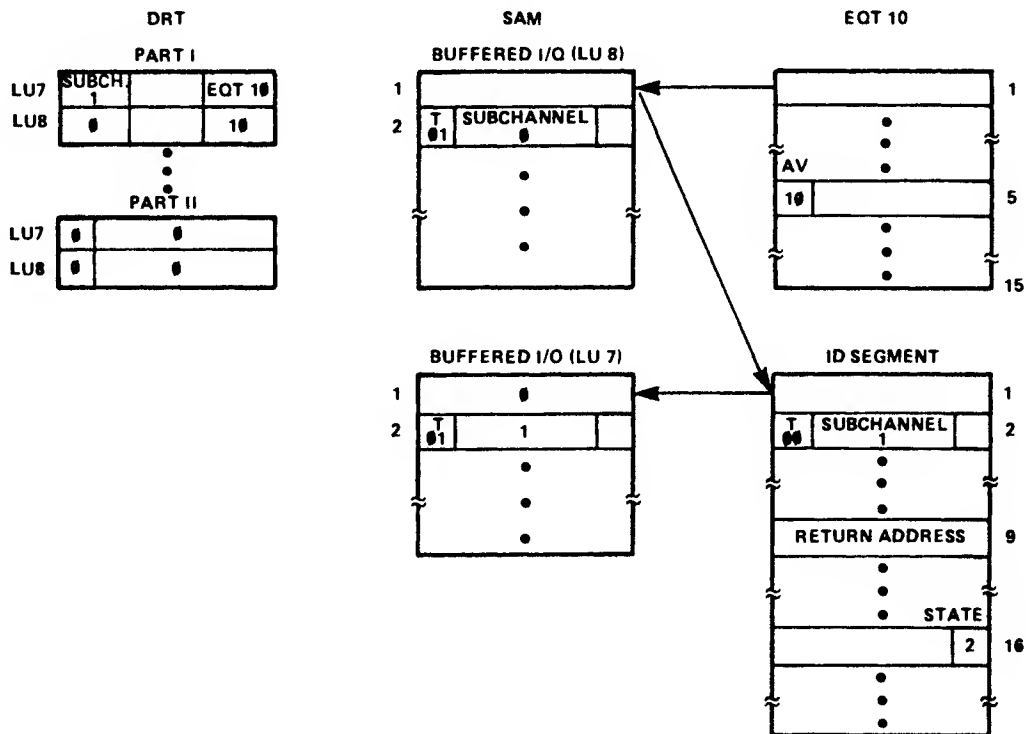 DRT
PART I
LU7 SUBCH. 1 EQT 10
LU8 0 10
PART II
LU7 0 0
LU8 0 0
SAM
BUFFERED I/O (LU 8)
1
2 T 01 SUBCHANNEL 0
BUFFERED I/O (LU 7)
1 0
2 T 01 1
EQT 10
1
AV
10 5
15
ID SEGMENT
1
T 00 SUBCHANNEL 1 2
RETURN ADDRESS 9
STATE
2 16